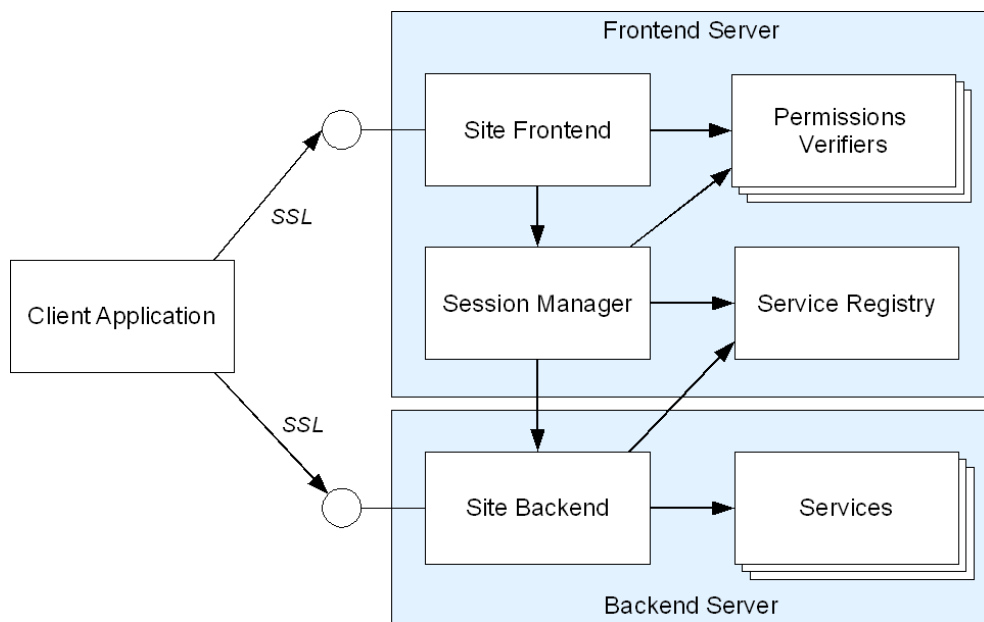 Frontend Server
Site Frontend
Permissions
Verifiers
SSL
Client Application
Session Manager
Service Registry
SSL
Site Backend
Services
Backend Server